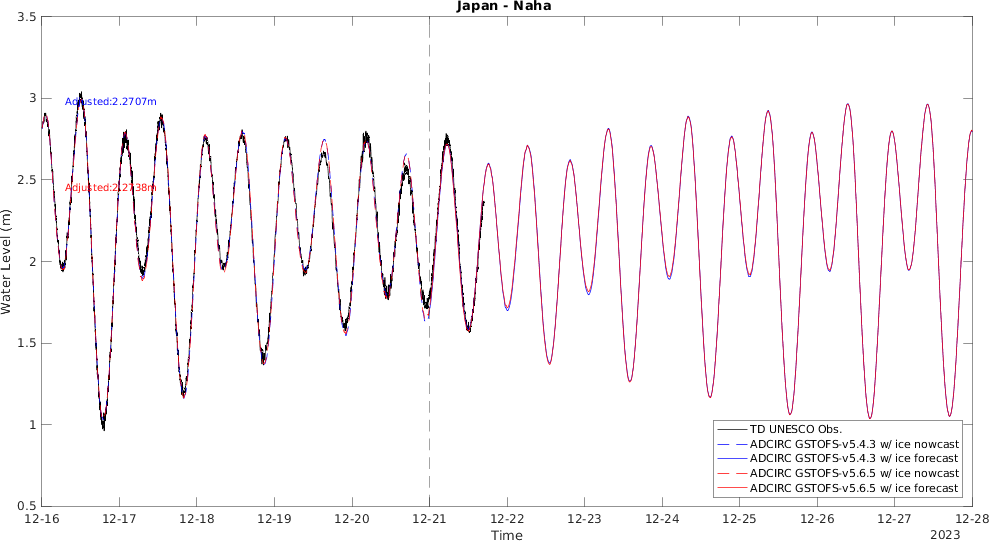 Japan - Naha
3.5
3
2.5
2
1.5
1
0.5
Water Level (m)
Adjusted:2.2707m
Adjusted:2.2738m
TD UNESCO Obs.
ADCIRC GSTOFS-v5.4.3 w/ ice nowcast
ADCIRC GSTOFS-v5.4.3 w/ ice forecast
ADCIRC GSTOFS-v5.6.5 w/ ice nowcast
ADCIRC GSTOFS-v5.6.5 w/ ice forecast
12-16 12-17 12-18 12-19 12-20 12-21 12-22 12-23 12-24 12-25 12-26 12-27 12-28
Time
2023